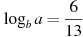 log_b a = 6/13